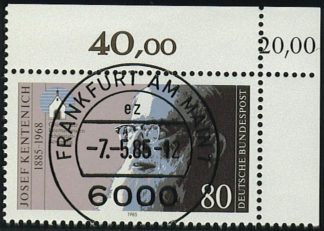 40,00
20,00
JOSEF KENTENICH
1885-1968
FRANKFURT AM MAIN 1
ez
-7.-5.85-12
6000
80
DEUTSCHE BUNDESPOST
1985